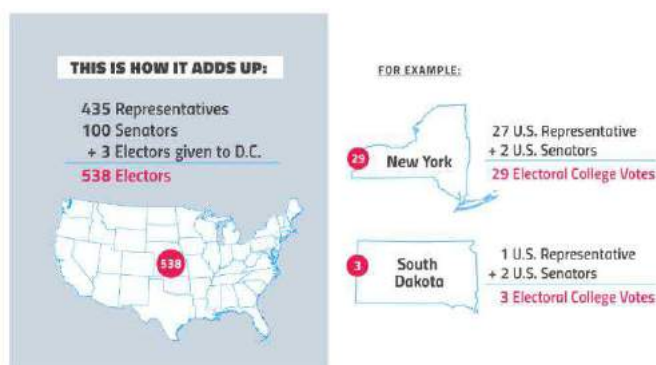 THIS IS HOW IT ADDS UP:
435 Representatives
100 Senators
+ 3 Electors given to D.C.
538 Electors
538
FOR EXAMPLE:
29
New York
27 U.S. Representative
+ 2 U.S. Senators
29 Electoral College Votes
3
South
Dakota
1 U.S. Representative
+ 2 U.S. Senators
3 Electoral College Votes